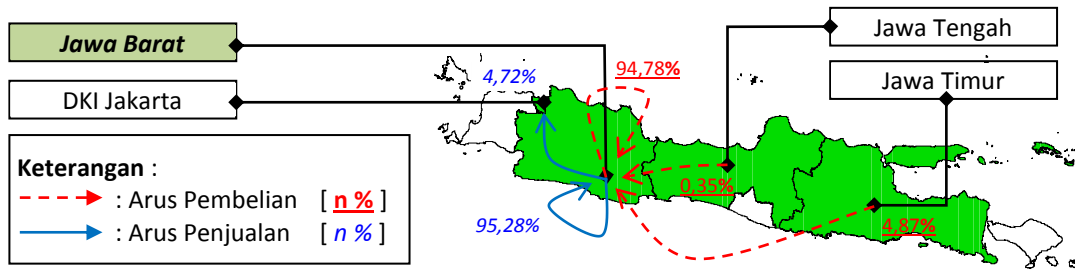 Jawa Barat
DKI Jakarta
Jawa Tengah
Jawa Timur
4,72%
94,78%
0,35%
95,28%
4,87%
Keterangan :
: Arus Pembelian [ n % ]
: Arus Penjualan [ n % ]